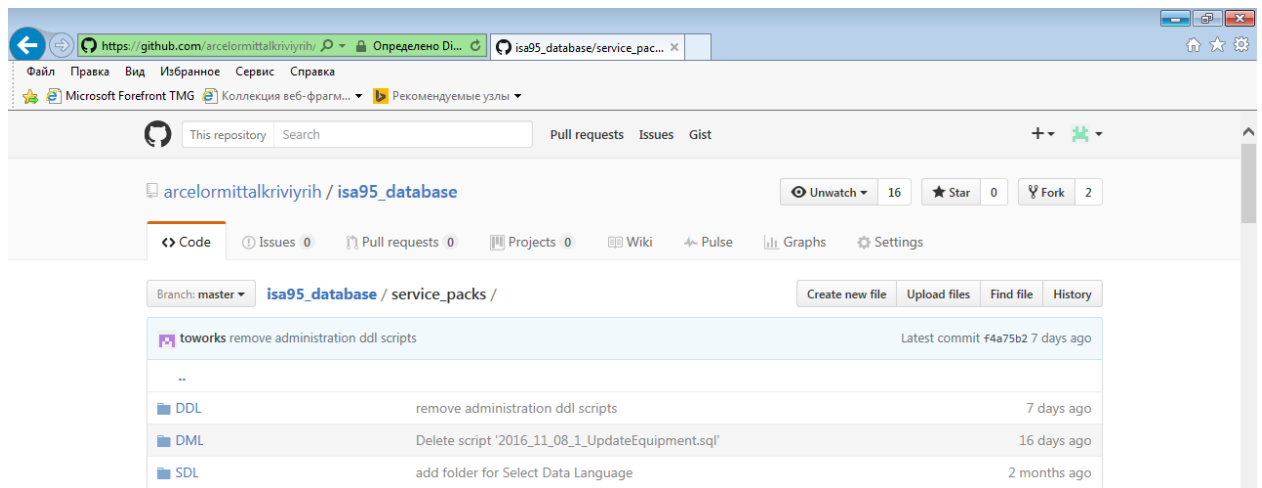 https://github.com/arcelormittalkriviyrih/ Определено Di... isa95_database/service_pac... ×
Файл Правка Вид Избранное Сервис Справка
Microsoft Forefront TMG Коллекция веб-фрагм... Рекомендуемые узлы
This repository Search Pull requests Issues Gist
arcelormittalkriviyrih / isa95_database Unwatch 16 Star 0 Fork 2
Code Issues 0 Pull requests 0 Projects 0 Wiki Pulse Graphs Settings
Branch: master isa95_database / service_packs / Create new file Upload files Find file History
toworks remove administration ddl scripts Latest commit f4a75b2 7 days ago
..
DDL remove administration ddl scripts 7 days ago
DML Delete script '2016_11_08_1_UpdateEquipment.sql' 16 days ago
SDL add folder for Select Data Language 2 months ago